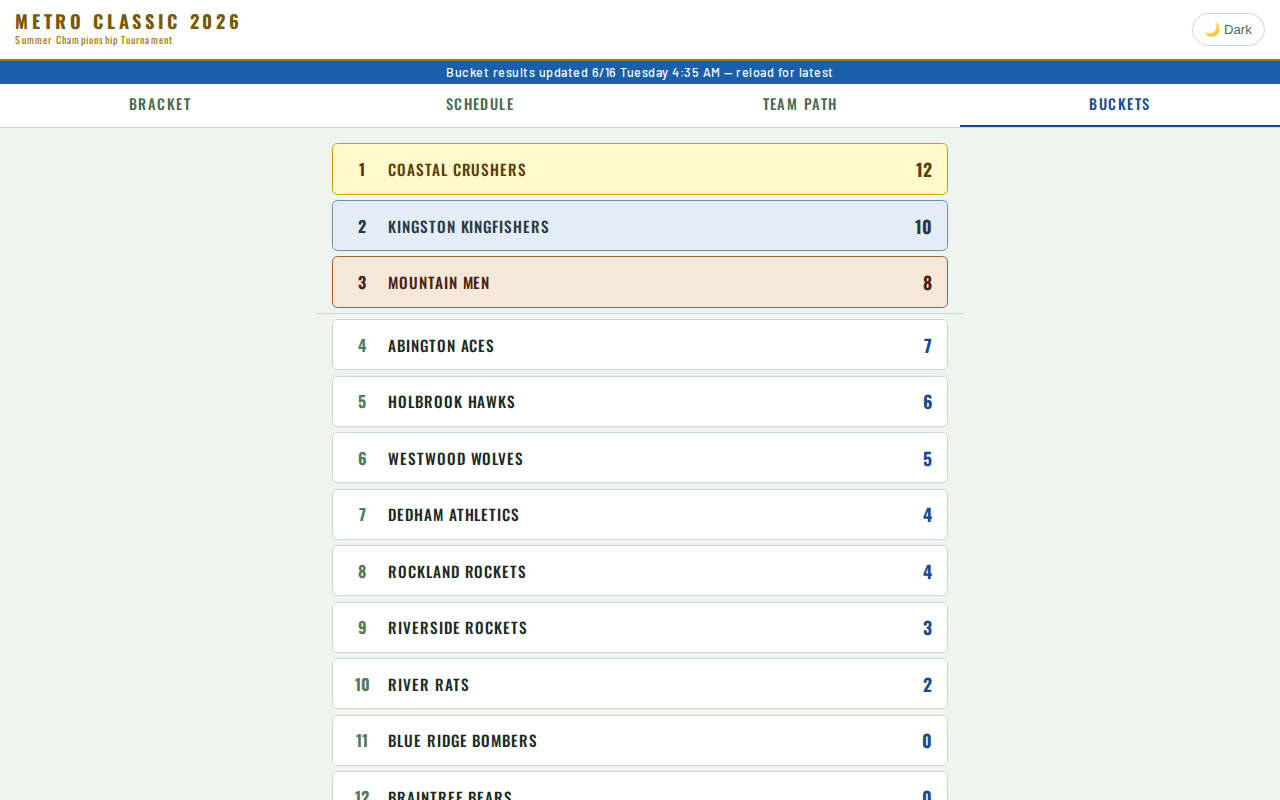 METRO CLASSIC 2026
Summer Championship Tournament
🌙 Dark
Bucket results updated 6/16 Tuesday 4:35 AM — reload for latest
BRACKET SCHEDULE TEAM PATH BUCKETS
1 COASTAL CRUSHERS 12
2 KINGSTON KINGFISHERS 10
3 MOUNTAIN MEN 8
4 ABINGTON ACES 7
5 HOLBROOK HAWKS 6
6 WESTWOOD WOLVES 5
7 DEDHAM ATHLETICS 4
8 ROCKLAND ROCKETS 4
9 RIVERSIDE ROCKETS 3
10 RIVER RATS 2
11 BLUE RIDGE BOMBERS 0
12 BRAINTREE BEARS 0